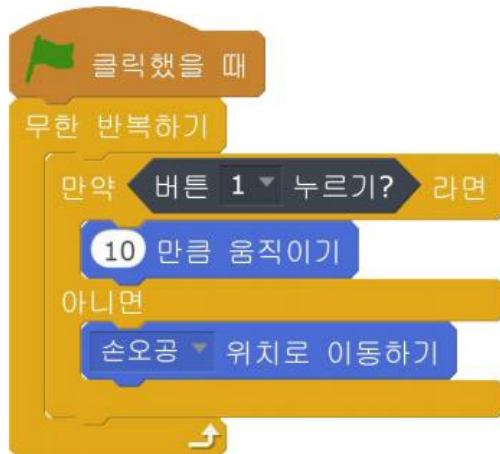 클릭했을 때
무한 반복하기
만약 버튼 1 누르기? 라면
10 만큼 움직이기
아니면
손오공 위치로 이동하기